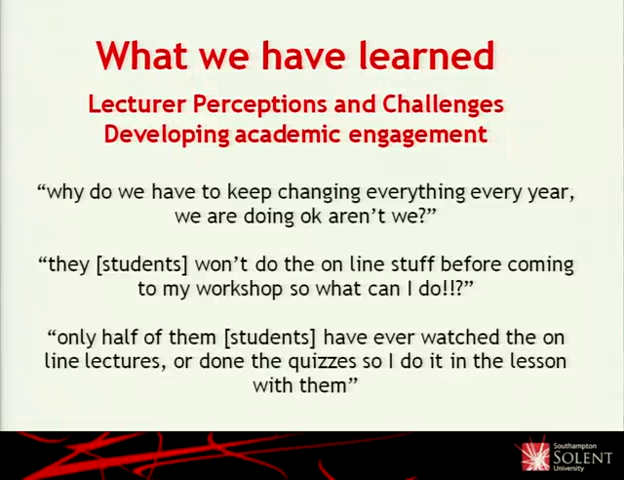 What we have learned
Lecturer Perceptions and Challenges
Developing academic engagement
“why do we have to keep changing everything every year,
we are doing ok aren’t we?”
“they [students] won’t do the on line stuff before coming
to my workshop so what can I do!!?”
“only half of them [students] have ever watched the on
line lectures, or done the quizzes so I do it in the lesson
with them”
Southampton
SOLENT
University